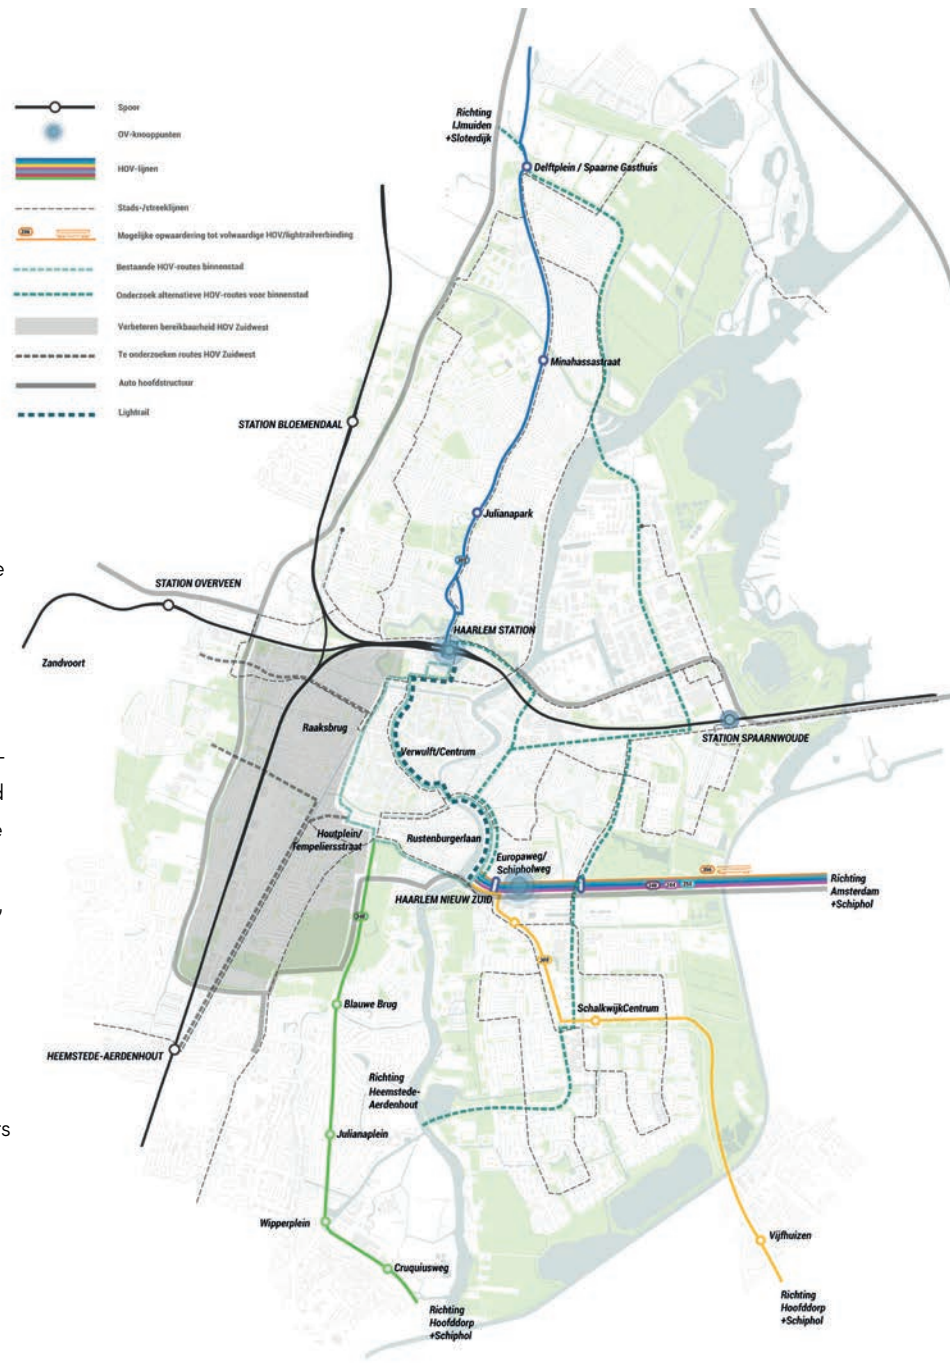 Spoor
OV-knooppunten
HOV-lijnen
Stads-/streeklijnen
Mogelijke opwaardering tot volwaardige HOV/lightrailverbinding
Bestaande HOV-routes binnenstad
Onderzoek alternatieve HOV-routes voor binnenstad
Verbeteren bereikbaarheid HOV Zuidwest
Te onderzoeken routes HOV Zuidwest
Auto hoofdstructuur
Lightrail
Richting
IJmuiden
+Sloterdijk
Delftplein / Spaarne Gasthuis
Minahassastraat
STATION BLOEMENDAAL
Julianapark
STATION OVERVEEN
HAARLEM STATION
Zandvoort
Raaksbrug
Verwulft/Centrum
STATION SPAARNWOUDE
Houtplein/
Tempeliersstraat
Rustenburgerlaan
Europaweg/
Schipholweg
HAARLEM NIEUW ZUID
Richting
Amsterdam
+Schiphol
Blauwe Brug
SchalkwijkCentrum
HEEMSTEDE-AERDENHOUT
Richting
Heemstede-
Aerdenhout
Julianaplein
Wipperplein
Cruquiusweg
Vijfhuizen
Richting
Hoofddorp
+Schiphol
Richting
Hoofddorp
+Schiphol